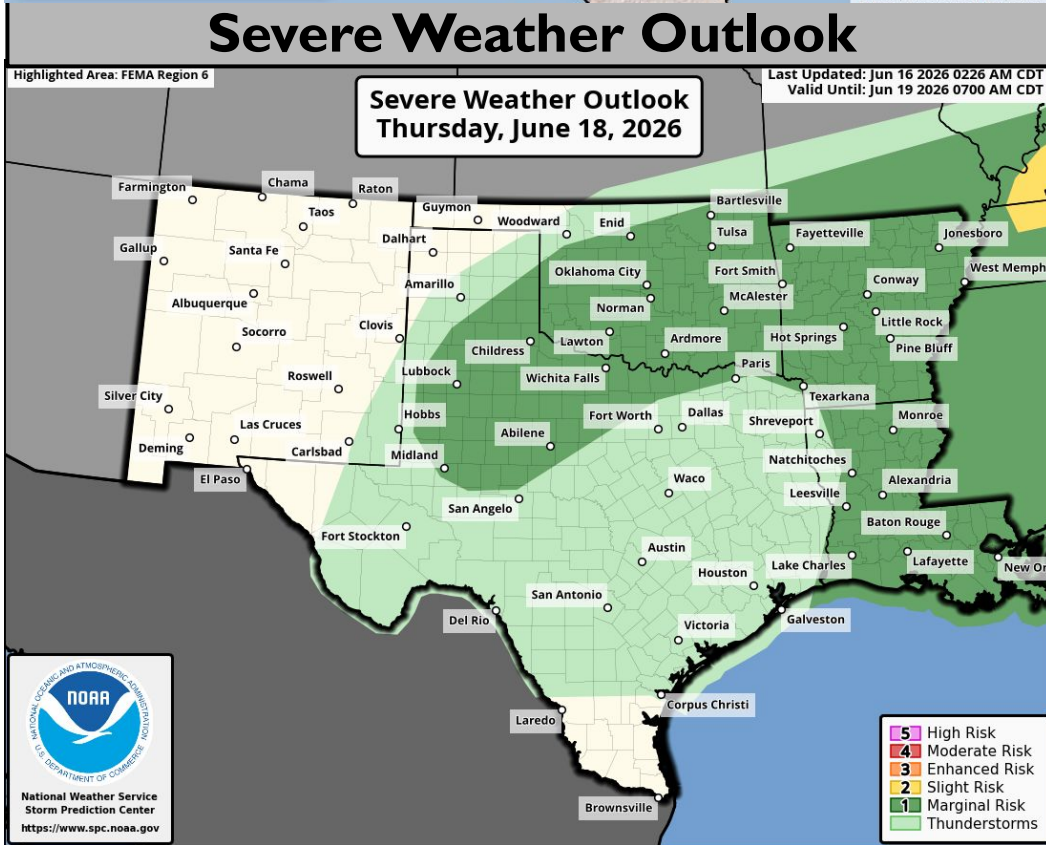 Severe Weather Outlook
Highlighted Area: FEMA Region 6
Last Updated: Jun 16 2026 0226 AM CDT
Valid Until: Jun 19 2026 0700 AM CDT
Severe Weather Outlook
Thursday, June 18, 2026
Farmington
Chama
Raton
Taos
Guymon
Woodward
Enid
Bartlesville
Gallup
Santa Fe
Dalhart
Tulsa
Fayetteville
Jonesboro
Amarillo
Oklahoma City
Fort Smith
Conway
West Memph
Albuquerque
Norman
McAlester
Socorro
Clovis
Little Rock
Childress
Lawton
Ardmore
Hot Springs
Pine Bluff
Roswell
Lubbock
Wichita Falls
Paris
Silver City
Texarkana
Las Cruces
Hobbs
Fort Worth
Dallas
Shreveport
Monroe
Deming
Carlsbad
Midland
Abilene
Natchitoches
El Paso
Waco
Leesville
Alexandria
San Angelo
Fort Stockton
Baton Rouge
Austin
Houston
Lake Charles
Lafayette
New Or
San Antonio
Del Rio
Victoria
Galveston
Laredo
Corpus Christi
Brownsville
NATIONAL OCEANIC AND ATMOSPHERIC ADMINISTRATION
NOAA
U.S. DEPARTMENT OF COMMERCE
National Weather Service
Storm Prediction Center
https://www.spc.noaa.gov
5 High Risk
4 Moderate Risk
3 Enhanced Risk
2 Slight Risk
1 Marginal Risk
Thunderstorms